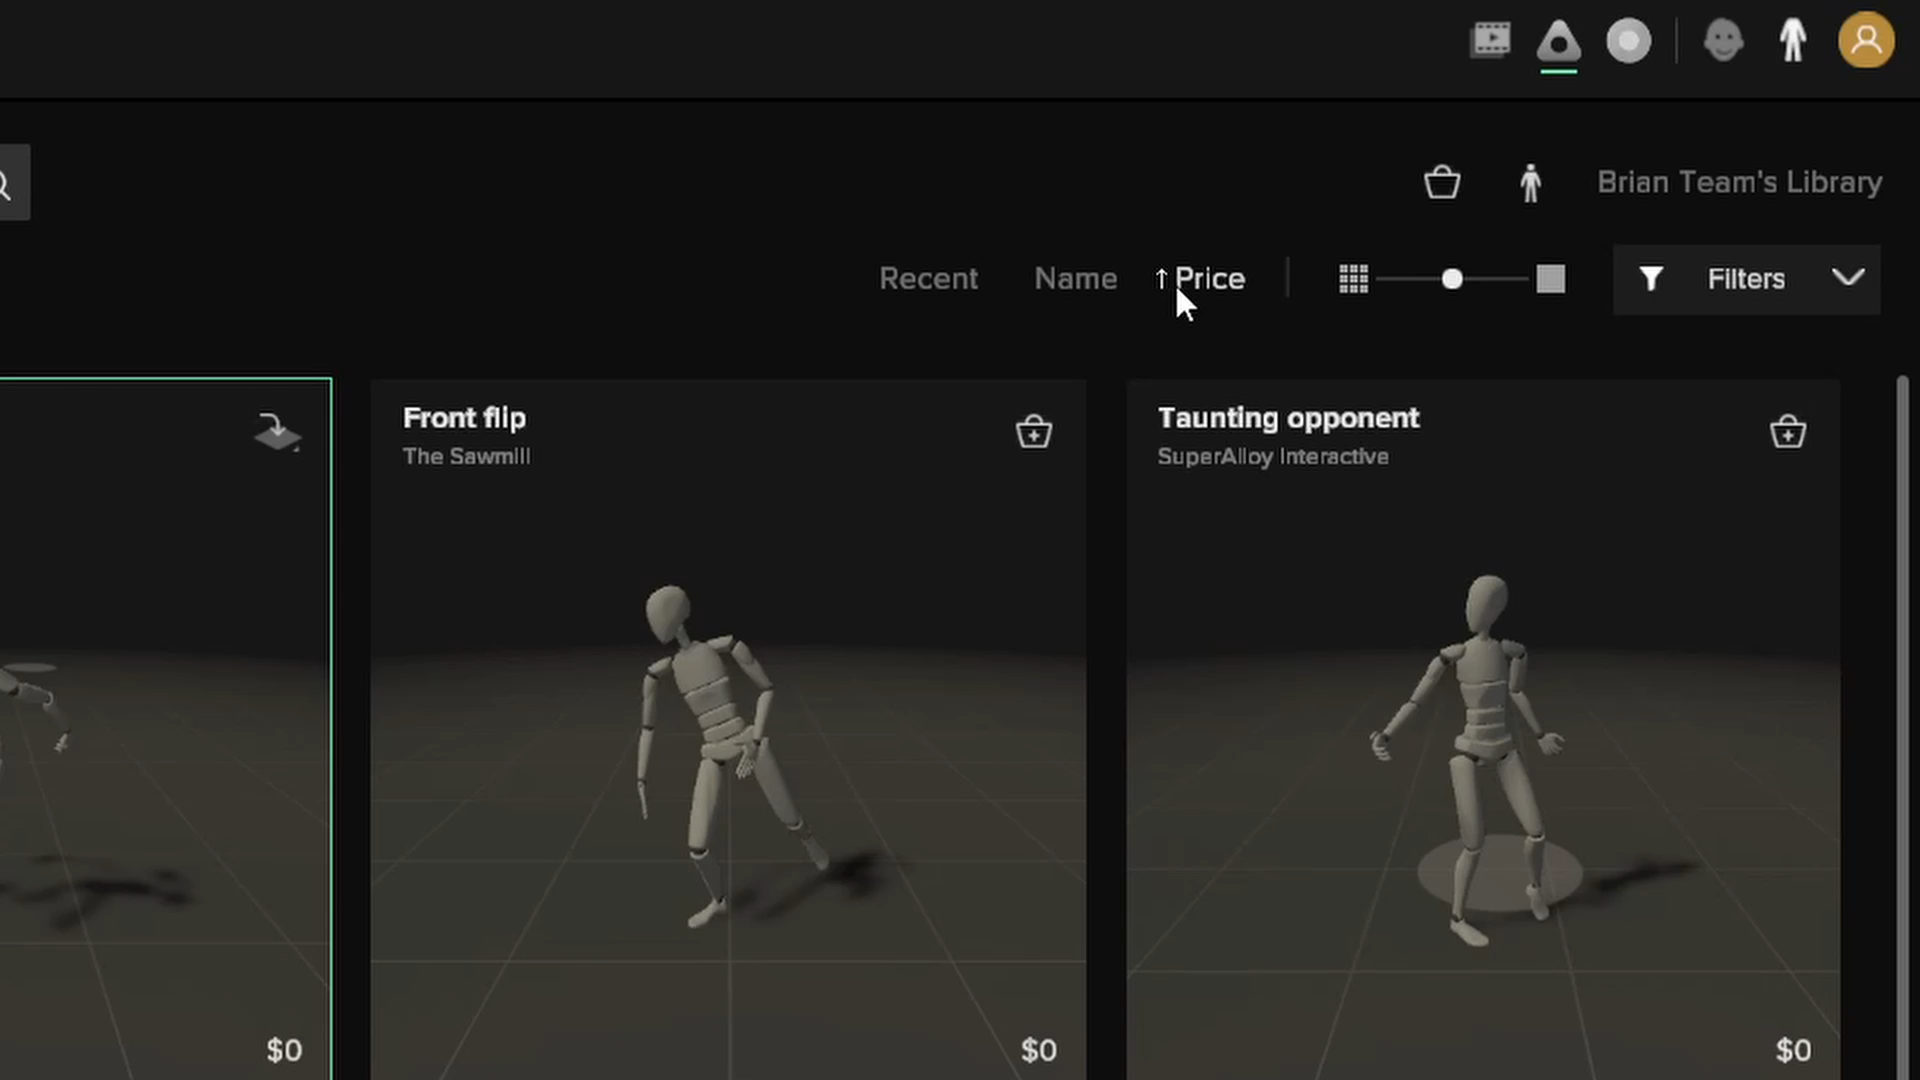 Brian Team's Library
Recent Name ↑ Price Filters
Front flip
The Sawmill
Taunting opponent
SuperAlloy Interactive
$0 $0 $0